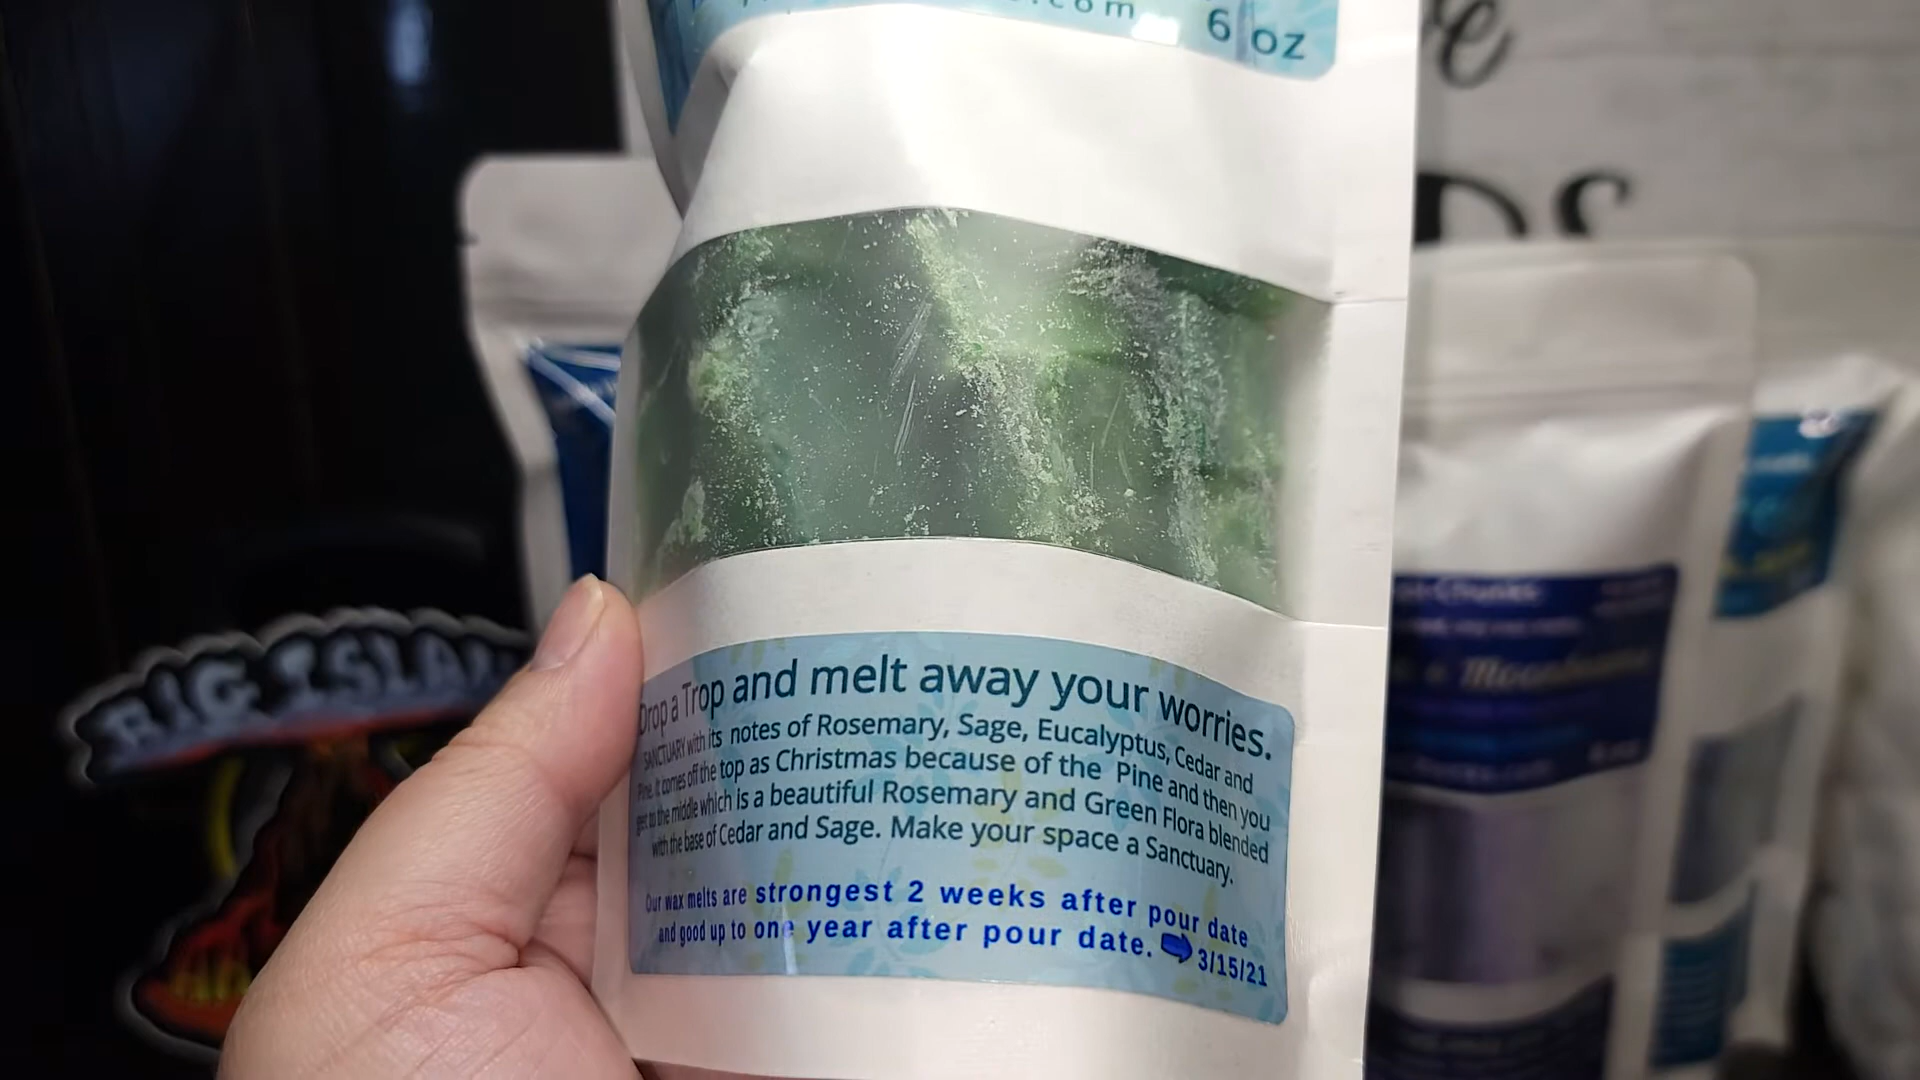 6 oz
Drop a Trop and melt away your worries.
SANCTUARY with its notes of Rosemary, Sage, Eucalyptus, Cedar and
Pine. It comes off the top as Christmas because of the Pine and then you
get to the middle which is a beautiful Rosemary and Green Flora blended
with the base of Cedar and Sage. Make your space a Sanctuary.
Our wax melts are strongest 2 weeks after pour date
and good up to one year after pour date. 3/15/21
BIG ISLA